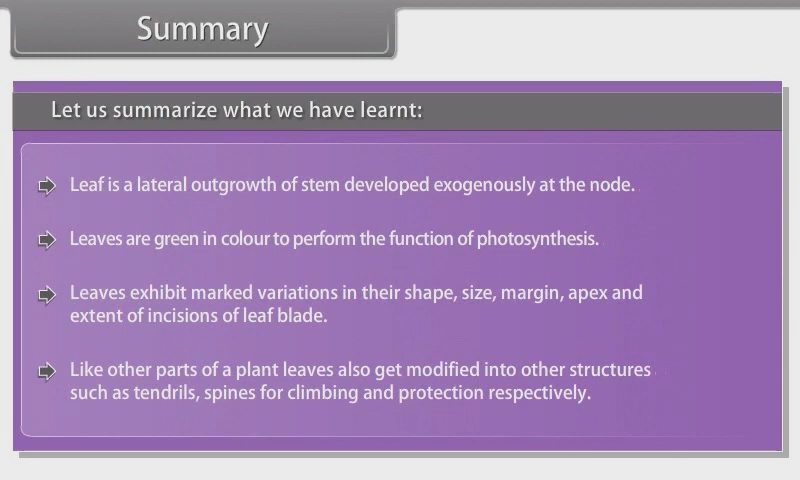 Summary
Let us summarize what we have learnt:
Leaf is a lateral outgrowth of stem developed exogenously at the node.
Leaves are green in colour to perform the function of photosynthesis.
Leaves exhibit marked variations in their shape, size, margin, apex and
extent of incisions of leaf blade.
Like other parts of a plant leaves also get modified into other structures
such as tendrils, spines for climbing and protection respectively.